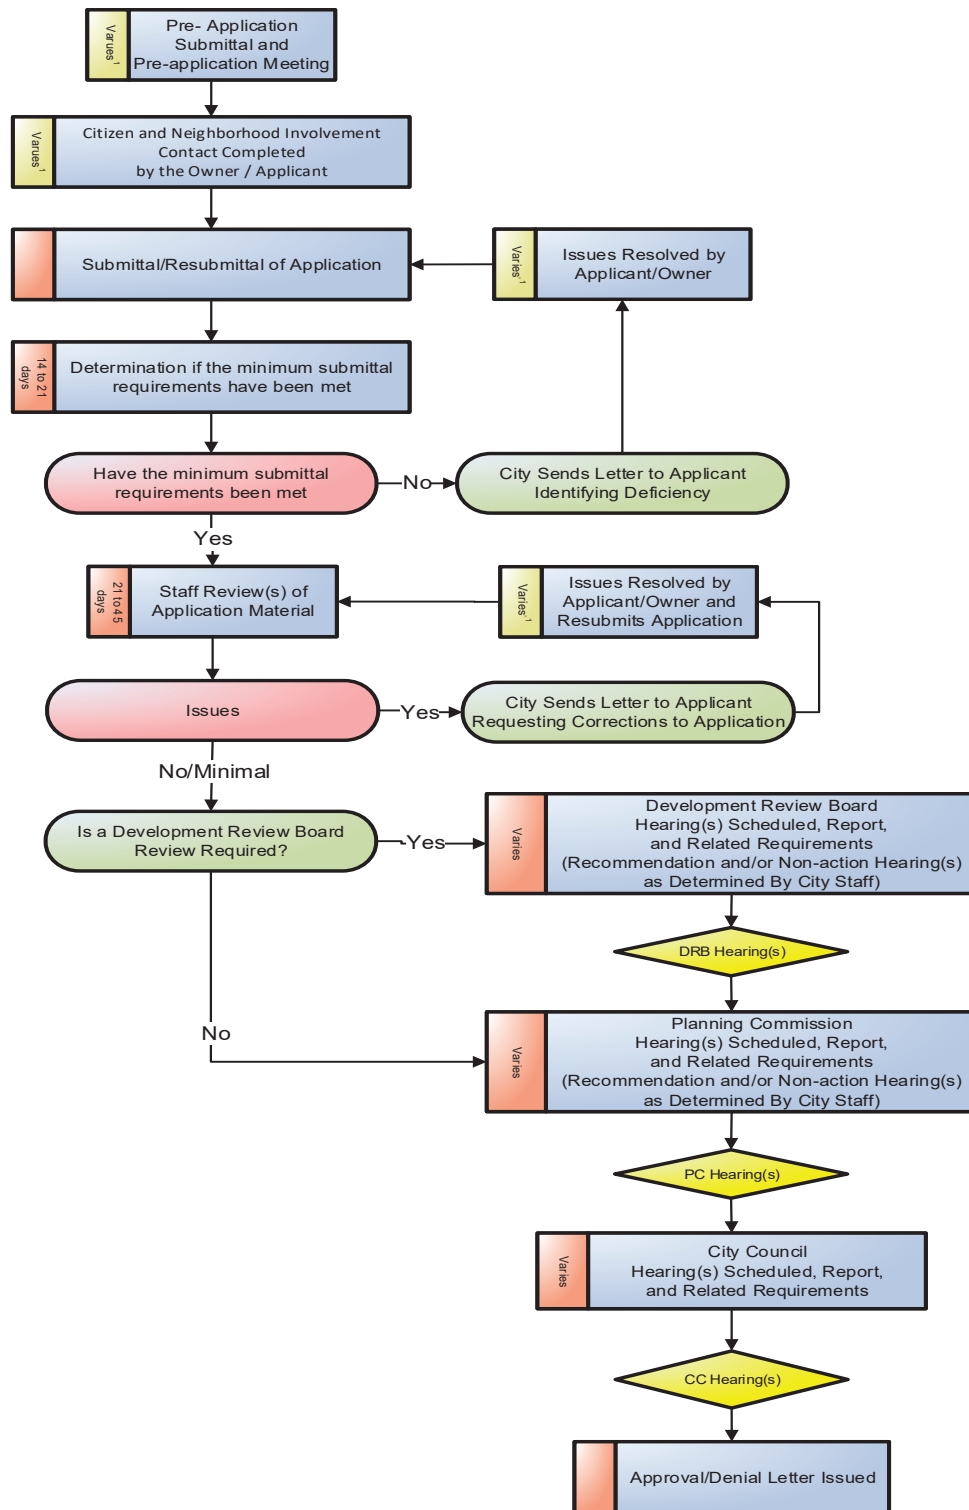 Varues¹
Pre- Application
Submittal and
Pre-application Meeting
Varues¹
Citizen and Neighborhood Involvement
Contact Completed
by the Owner / Applicant
Submittal/Resubmittal of Application
Varies·¹
Issues Resolved by
Applicant/Owner
14 to 21
days
Determination if the minimum submittal
requirements have been met
Have the minimum submittal
requirements been met
No
City Sends Letter to Applicant
Identifying Deficiency
Yes
21 to 45
days
Staff Review(s) of
Application Material
Varies·¹
Issues Resolved by
Applicant/Owner and
Resubmits Application
Issues
Yes
City Sends Letter to Applicant
Requesting Corrections to Application
No/Minimal
Is a Development Review Board
Review Required?
Yes
Varies
Development Review Board
Hearing(s) Scheduled, Report,
and Related Requirements
(Recommendation and/or Non-action Hearing(s)
as Determined By City Staff)
DRB Hearing(s)
No
Varies
Planning Commission
Hearing(s) Scheduled, Report,
and Related Requirements
(Recommendation and/or Non-action Hearing(s)
as Determined By City Staff)
PC Hearing(s)
Varies
City Council
Hearing(s) Scheduled, Report,
and Related Requirements
CC Hearing(s)
Approval/Denial Letter Issued